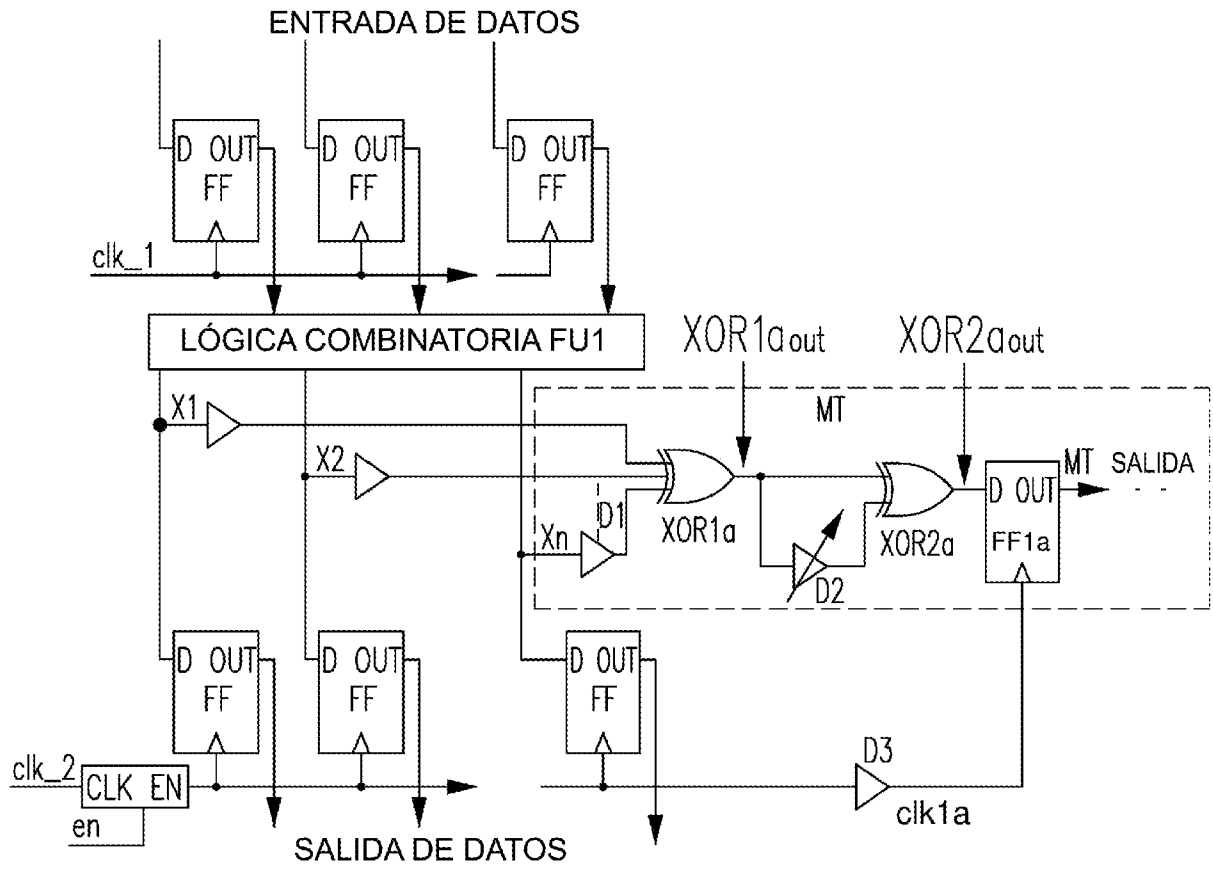 ENTRADA DE DATOS
D OUT D OUT D OUT
FF FF FF
clk_1
LÓGICA COMBINATORIA FU1
XOR1aout XOR2aout
MT
X1
X2
MT SALIDA
D OUT
D1
XOR1a
XOR2a
Xn
FF1a
D2
D OUT D OUT D OUT
FF FF FF
D3
clk_2
CLK EN
clk1a
en
SALIDA DE DATOS